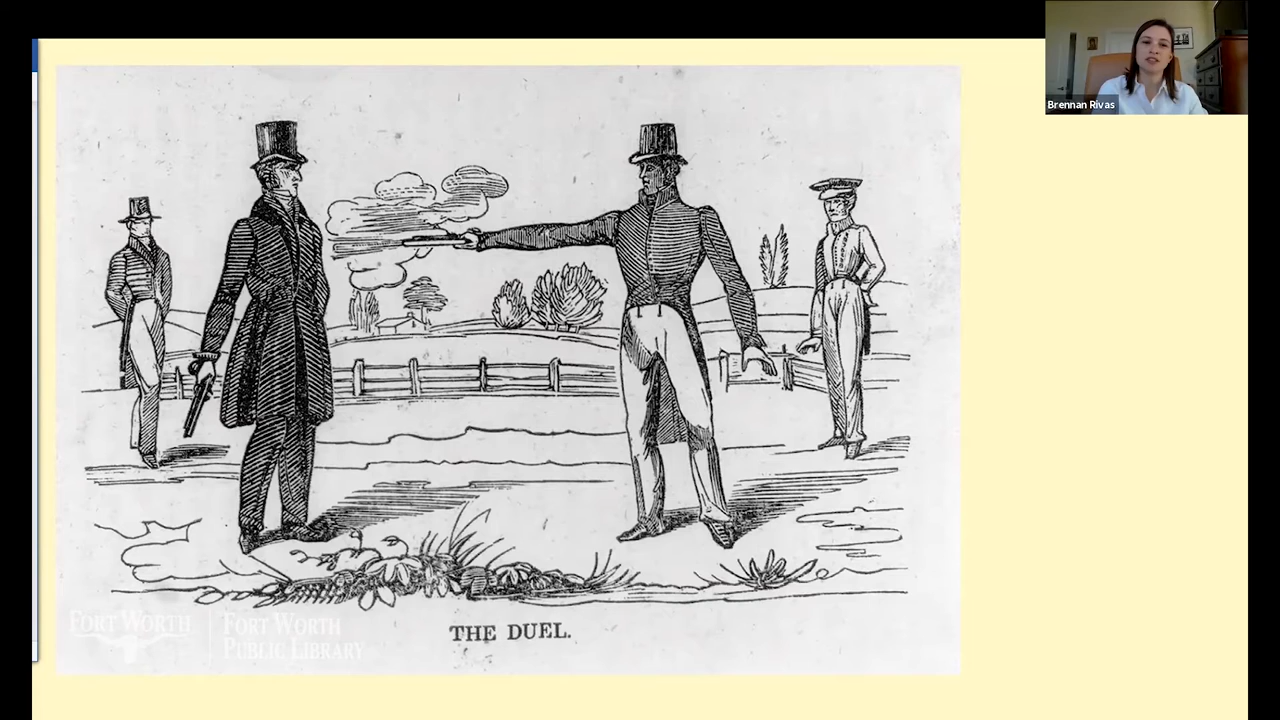 Brennan Rivas
THE DUEL.
FORT WORTH
FORT WORTH
PUBLIC LIBRARY